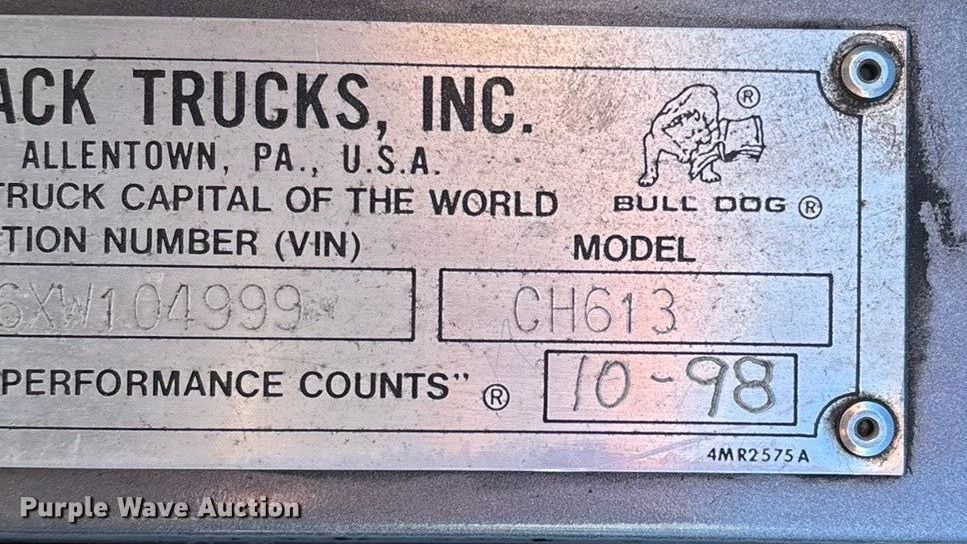 ACK TRUCKS, INC.
ALLENTOWN, PA., U.S.A.
TRUCK CAPITAL OF THE WORLD
BULL DOG ®
TION NUMBER (VIN)
MODEL
6XW104999
CH613
PERFORMANCE COUNTS" ®
10-98
4MR2575A
Purple Wave Auction